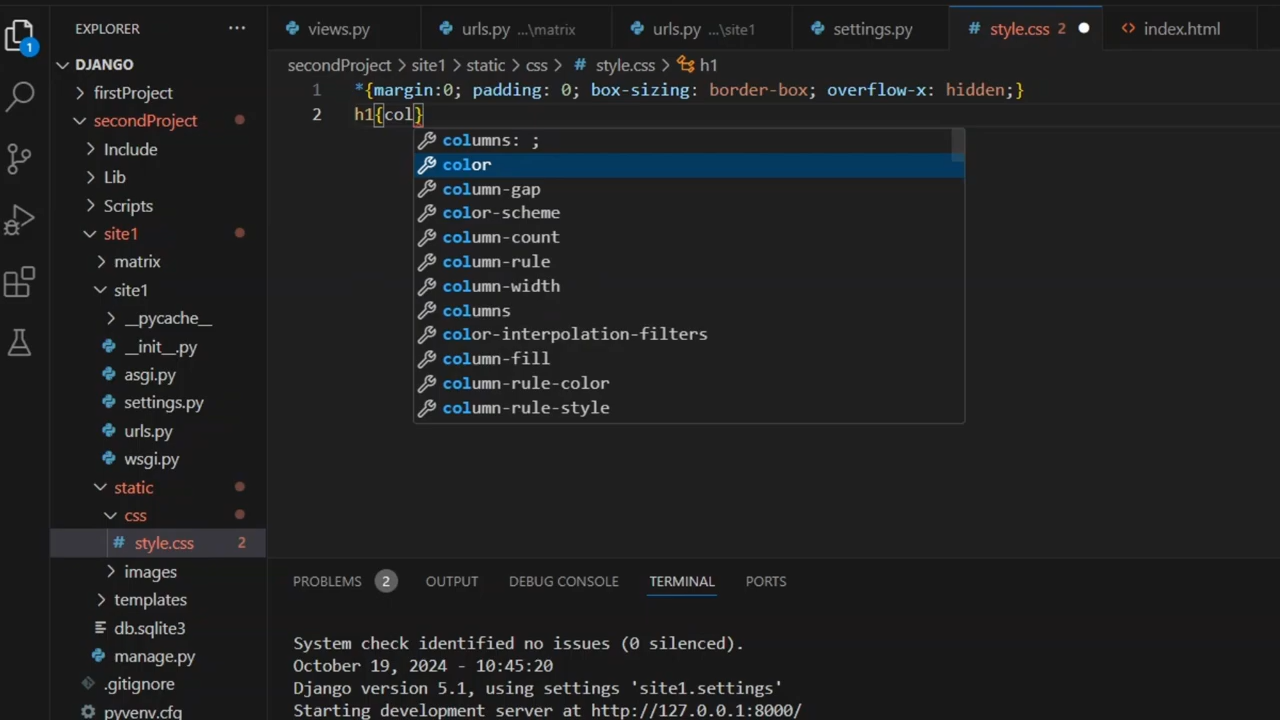 EXPLORER ...
views.py
urls.py ...\matrix
urls.py ...\site1
settings.py
# style.css 2
<> index.html
1
DJANGO
firstProject
secondProject
Include
Lib
Scripts
site1
matrix
site1
__pycache__
__init__.py
asgi.py
settings.py
urls.py
wsgi.py
static
css
# style.css 2
images
templates
db.sqlite3
manage.py
.gitignore
pyvenv.cfg
secondProject > site1 > static > css > # style.css > h1
1 *{margin:0; padding: 0; box-sizing: border-box; overflow-x: hidden;}
2 h1{col}
columns: ;
color
column-gap
color-scheme
column-count
column-rule
column-width
columns
color-interpolation-filters
column-fill
column-rule-color
column-rule-style
PROBLEMS 2 OUTPUT DEBUG CONSOLE TERMINAL PORTS
System check identified no issues (0 silenced).
October 19, 2024 - 10:45:20
Django version 5.1, using settings 'site1.settings'
Starting development server at http://127.0.0.1:8000/